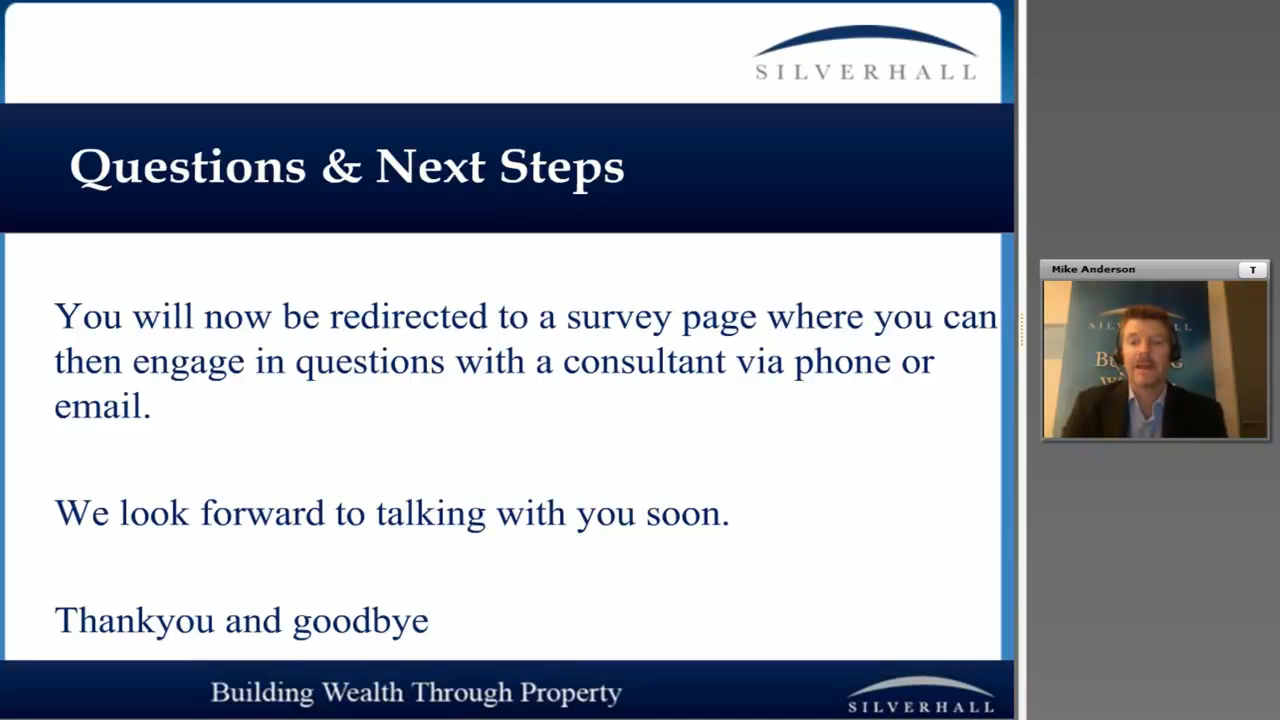 SILVERHALL
Questions & Next Steps
You will now be redirected to a survey page where you can
then engage in questions with a consultant via phone or
email.
We look forward to talking with you soon.
Thankyou and goodbye
Building Wealth Through Property
SILVERHALL
Mike Anderson
T